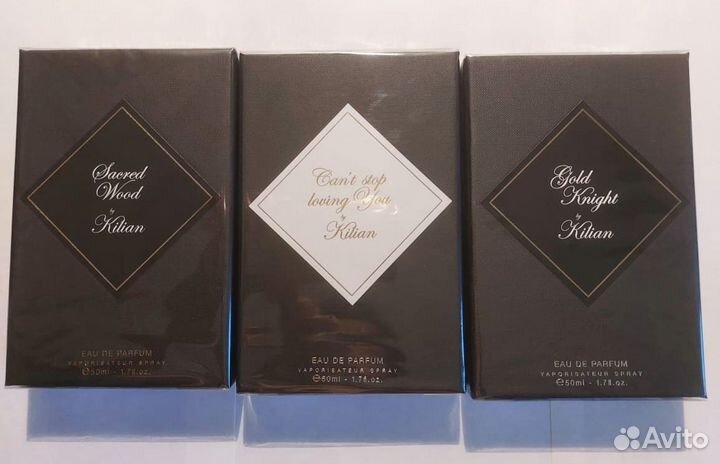 Sacred
Wood
by
Kilian
EAU DE PARFUM
VAPORISATEUR SPRAY
℮50ml - 1.7fl.oz.
Can't stop
loving You
by
Kilian
EAU DE PARFUM
VAPORISATEUR SPRAY
℮50ml - 1.7fl.oz.
Gold
Knight
by
Kilian
EAU DE PARFUM
VAPORISATEUR SPRAY
℮50ml - 1.7fl.oz.
Avito